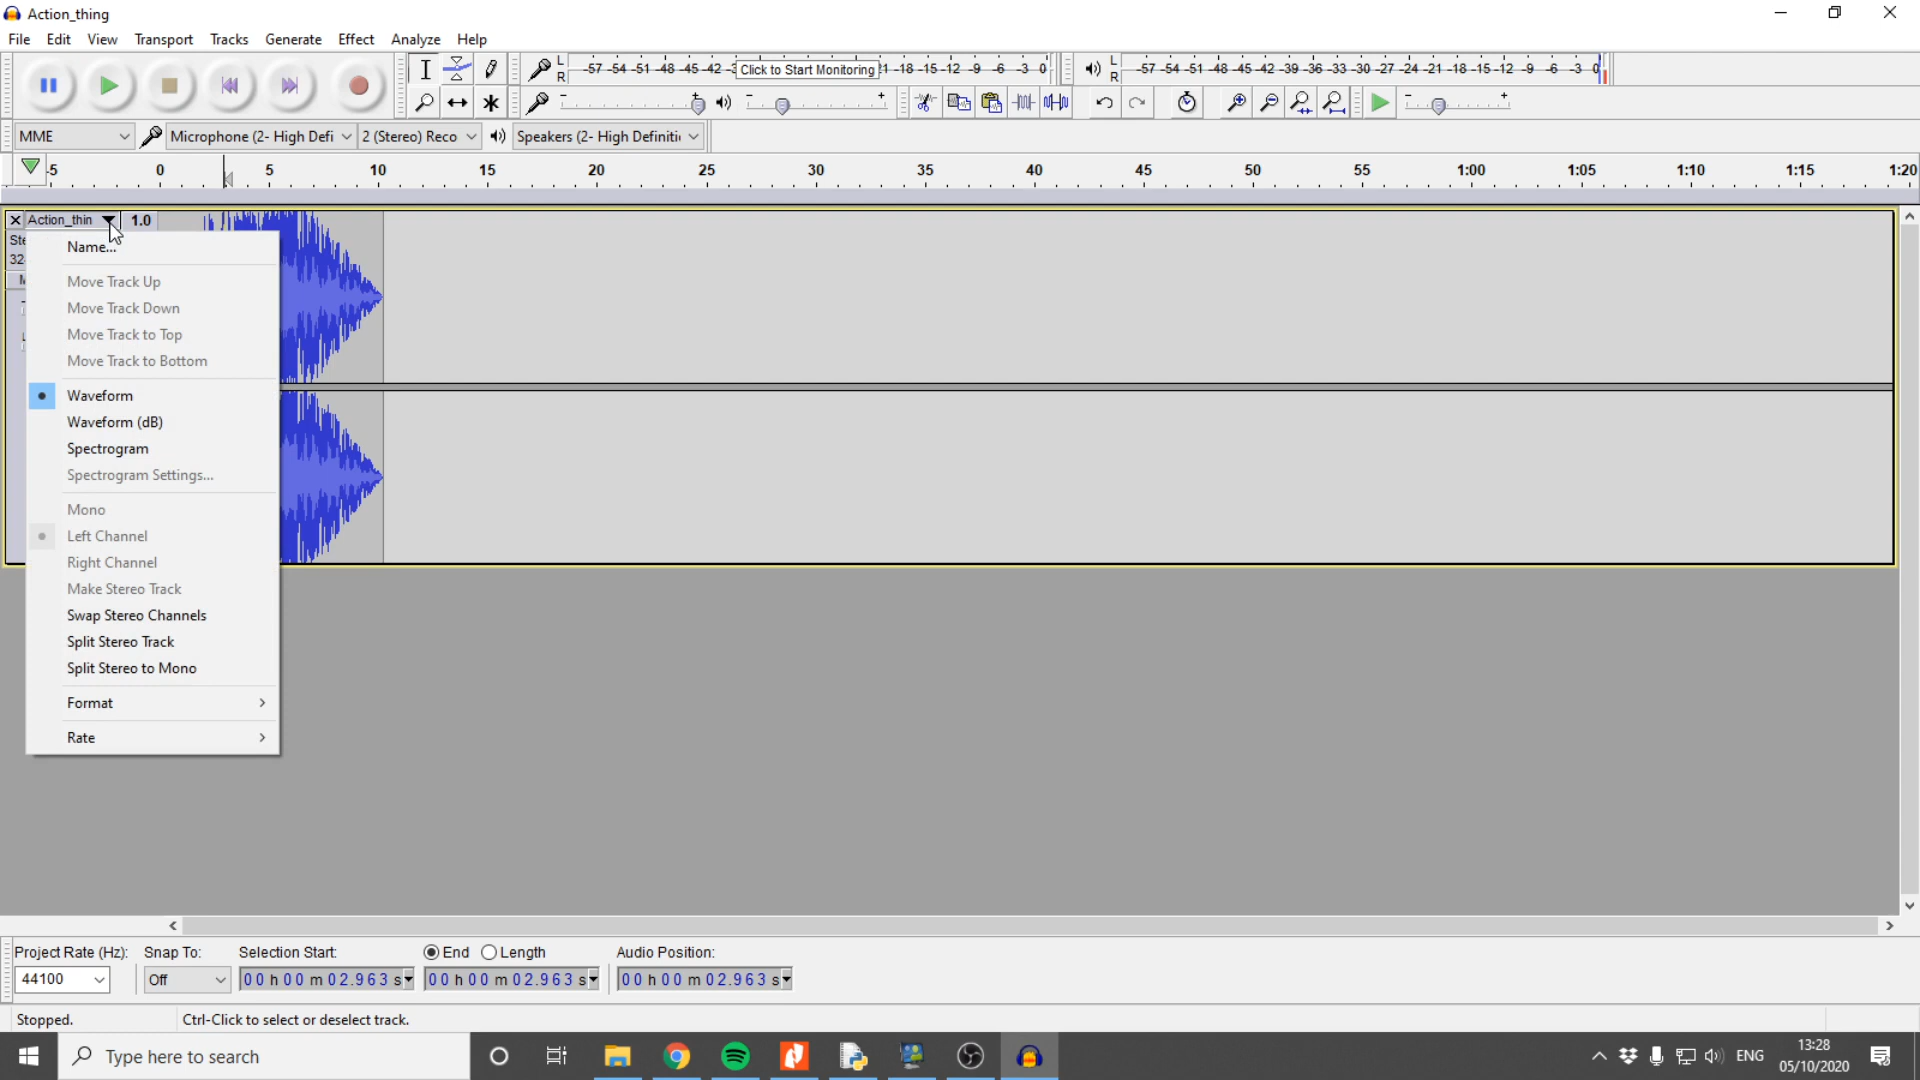 Action_thing
File Edit View Transport Tracks Generate Effect Analyze Help
L
R
-57 -54 -51 -48 -45 -42 Click to Start Monitoring -18 -15 -12 -9 -6 -3 0
L
R
-57 -54 -51 -48 -45 -42 -39 -36 -33 -30 -27 -24 -21 -18 -15 -12 -9 -6 -3 0
MME Microphone (2- High Defi 2 (Stereo) Reco Speakers (2- High Definitic
-5 0 5 10 15 20 25 30 35 40 45 50 55 1:00 1:05 1:10 1:15 1:20
Action_thin 1.0
Name...
Move Track Up
Move Track Down
Move Track to Top
Move Track to Bottom
Waveform
Waveform (dB)
Spectrogram
Spectrogram Settings...
Mono
Left Channel
Right Channel
Make Stereo Track
Swap Stereo Channels
Split Stereo Track
Split Stereo to Mono
Format
Rate
Project Rate (Hz): Snap To: Selection Start: End Length Audio Position:
44100 Off 00 h 00 m 02.963 s 00 h 00 m 02.963 s 00 h 00 m 02.963 s
Stopped. Ctrl-Click to select or deselect track.
Type here to search ENG 13:28
05/10/2020